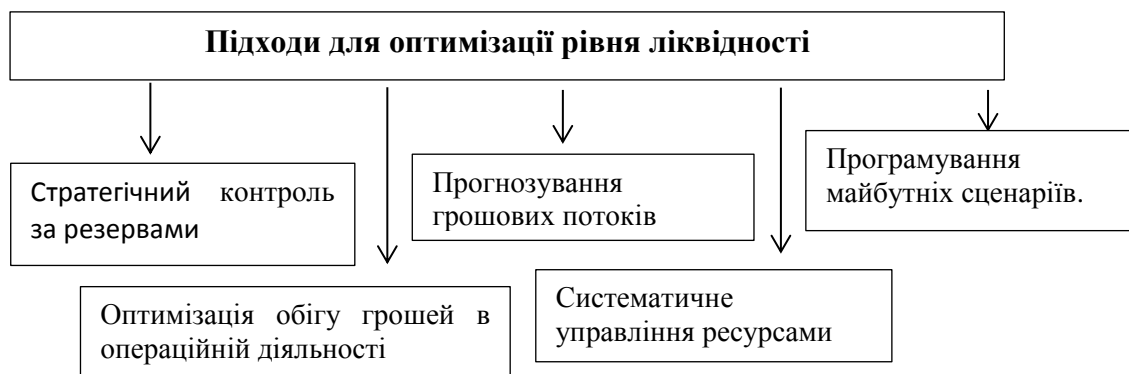 Підходи для оптимізації рівня ліквідності
Стратегічний контроль
за резервами
Прогнозування
грошових потоків
Програмування
майбутніх сценаріїв.
Оптимізація обігу грошей в
операційній діяльності
Систематичне
управління ресурсами